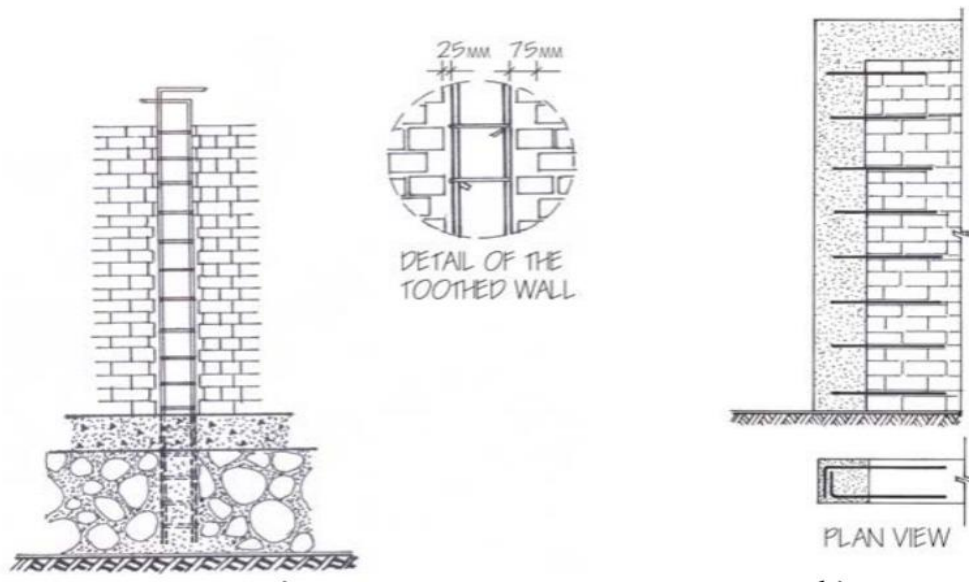 25MM 75MM
DETAIL OF THE
TOOTHED WALL
PLAN VIEW